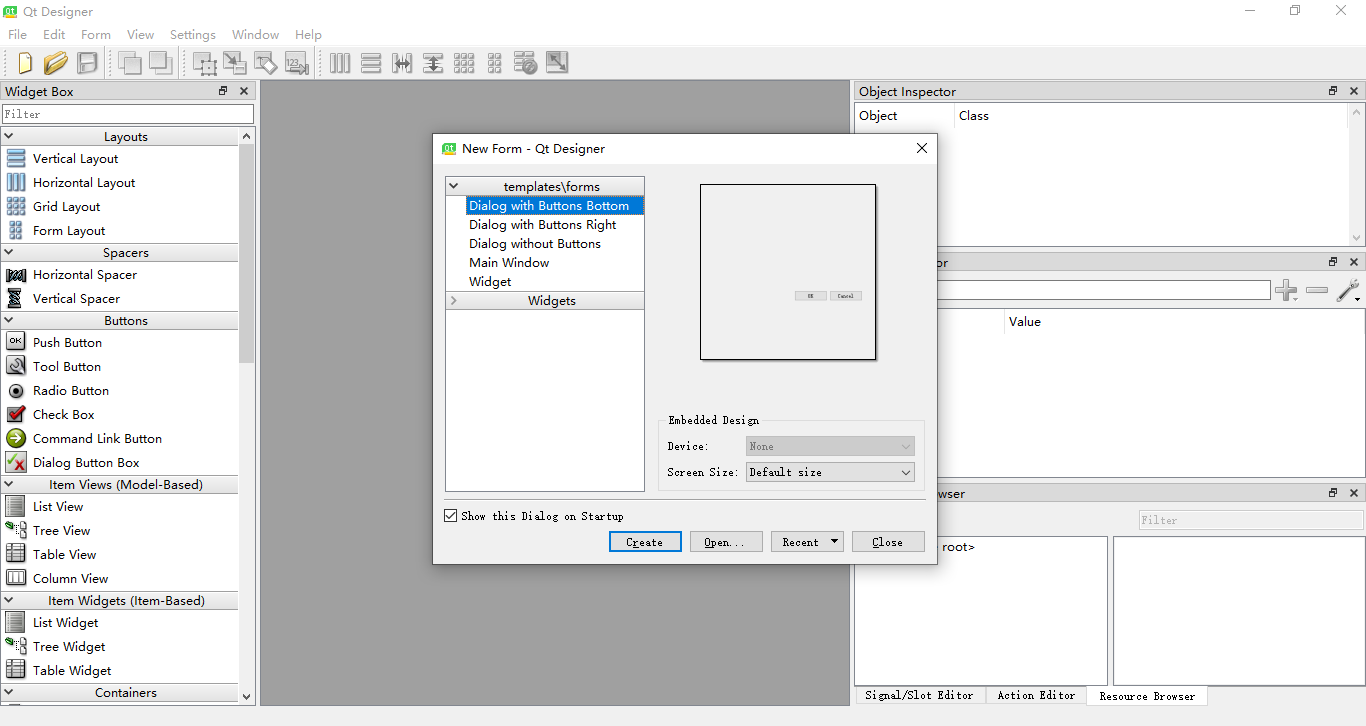 Qt Designer
File Edit Form View Settings Window Help
Widget Box
Filter
Layouts
Vertical Layout
Horizontal Layout
Grid Layout
Form Layout
Spacers
Horizontal Spacer
Vertical Spacer
Buttons
OK
Push Button
Tool Button
Radio Button
Check Box
Command Link Button
Dialog Button Box
Item Views (Model-Based)
List View
Tree View
Table View
Column View
Item Widgets (Item-Based)
List Widget
Tree Widget
Table Widget
Containers
New Form - Qt Designer
templates\forms
Dialog with Buttons Bottom
Dialog with Buttons Right
Dialog without Buttons
Main Window
Widget
Widgets
OK Cancel
Embedded Design
Device: None
Screen Size: Default size
Show this Dialog on Startup
Create Open... Recent Close
Object Inspector
Object Class
or
Value
wser
Filter
root>
Signal/Slot Editor Action Editor Resource Browser